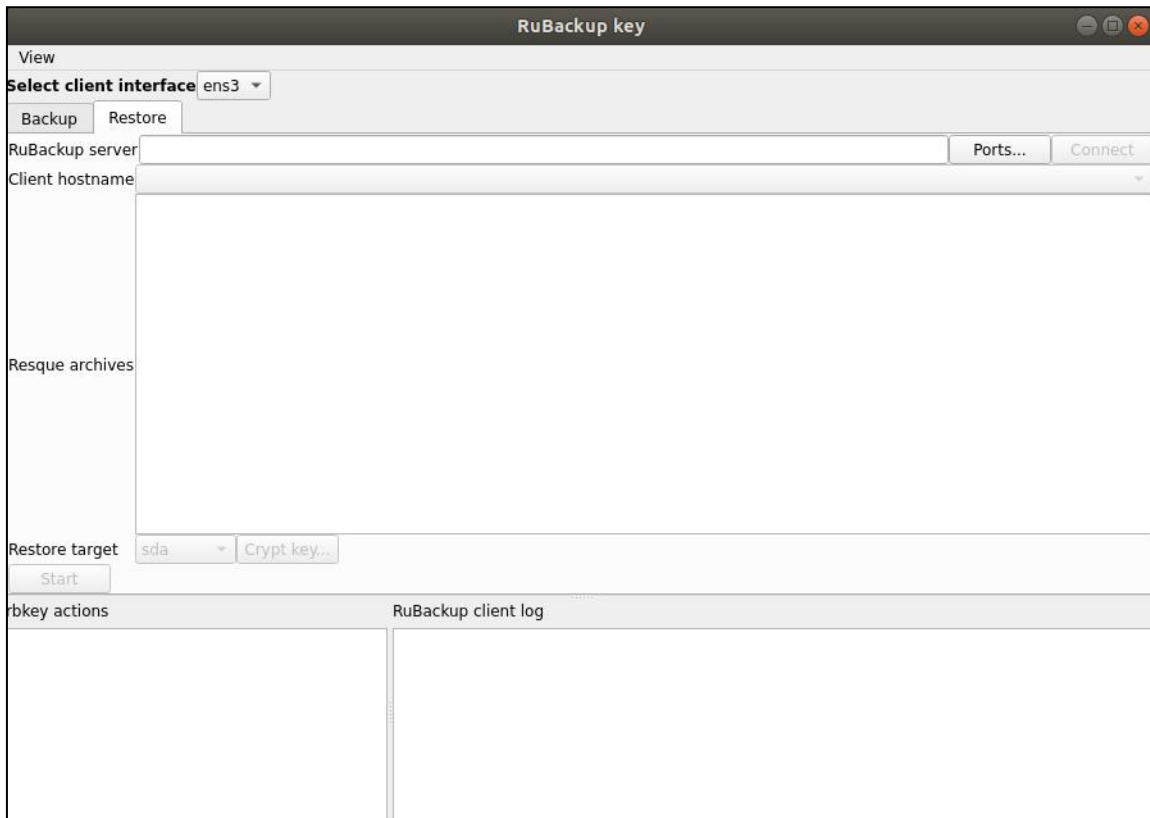 RuBackup key
View
Select client interface ens3
Backup Restore
RuBackup server Ports... Connect
Client hostname
Resque archives
Restore target sda Crypt key...
Start
rbkey actions RuBackup client log